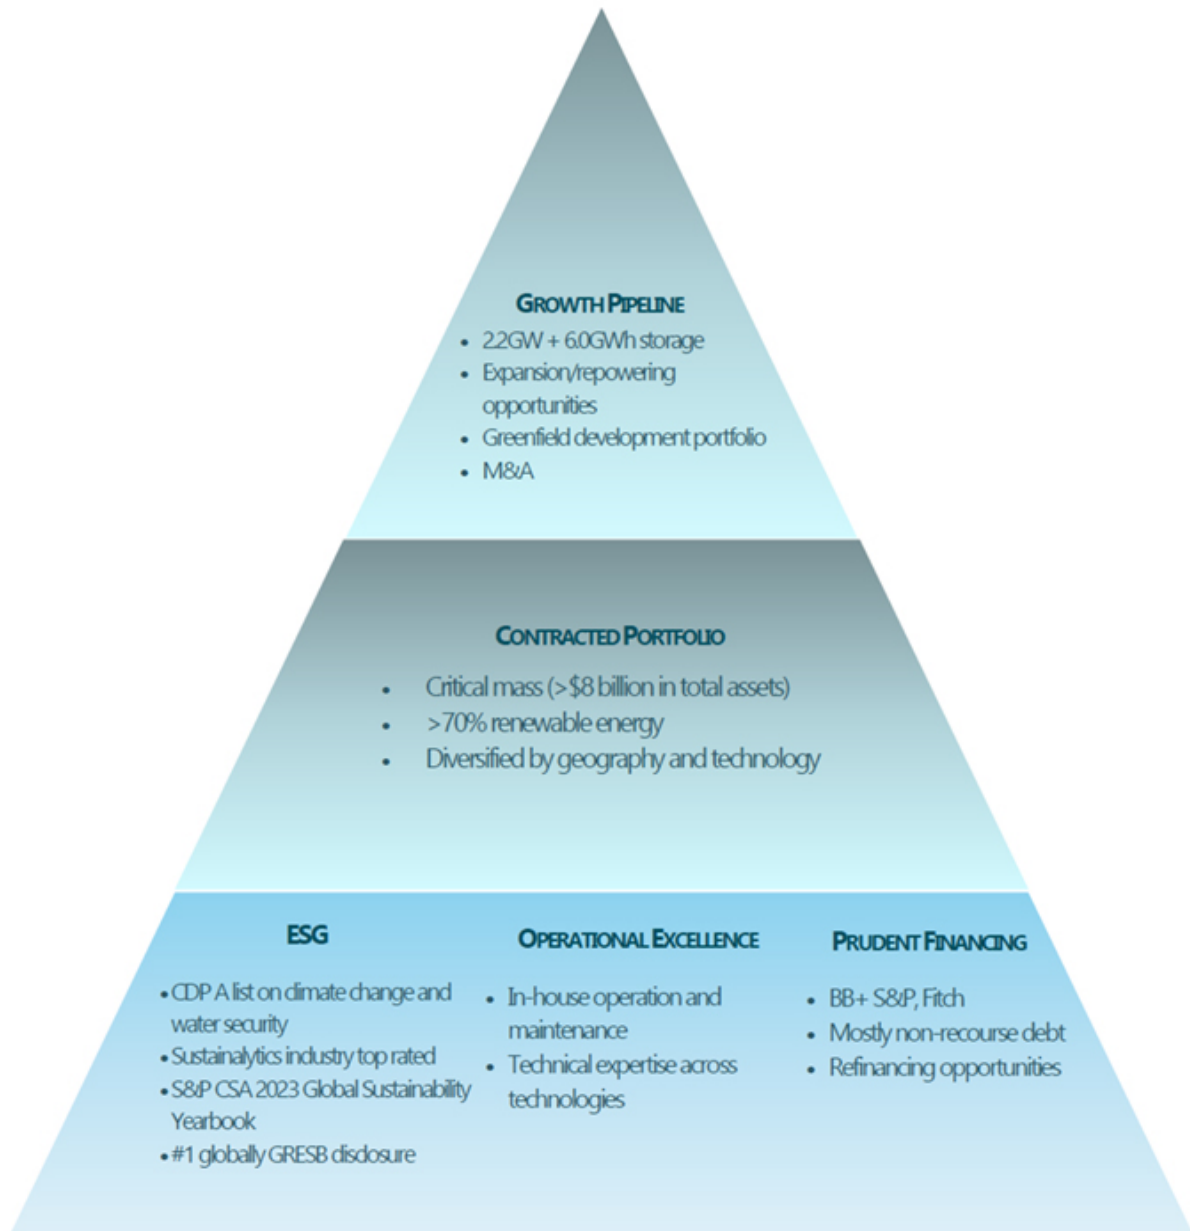 GROWTH PIPELINE
• 2.2GW + 6.0GWh storage
• Expansion/repowering
opportunities
• Greenfield development portfolio
• M&A
CONTRACTED PORTFOLIO
• Critical mass (>$8 billion in total assets)
• >70% renewable energy
• Diversified by geography and technology
ESG
• CDP A list on climate change and
water security
• Sustainalytics industry top rated
• S&P CSA 2023 Global Sustainability
Yearbook
• #1 globally GRESB disclosure
OPERATIONAL EXCELLENCE
• In-house operation and
maintenance
• Technical expertise across
technologies
PRUDENT FINANCING
• BB+ S&P, Fitch
• Mostly non-recourse debt
• Refinancing opportunities